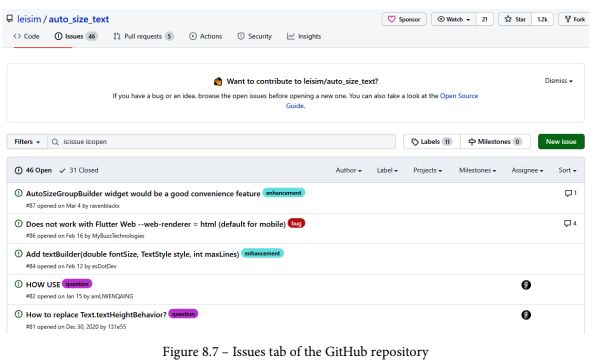 leisim / auto_size_text
Sponsor Watch 21 Star 1.2k Fork
Code Issues 46 Pull requests 5 Actions Security Insights
Want to contribute to leisim/auto_size_text?
Dismiss
If you have a bug or an idea, browse the open issues before opening a new one. You can also take a look at the Open Source
Guide.
Filters is:issue is:open Labels 11 Milestones 0 New issue
46 Open 31 Closed Author Label Projects Milestones Assignee Sort
AutoSizeGroupBuilder widget would be a good convenience feature enhancement 1
#87 opened on Mar 4 by ravenblackx
Does not work with Flutter Web --web-renderer = html (default for mobile) bug 4
#86 opened on Feb 16 by MyBuzzTechnologies
Add textBuilder(double fontSize, TextStyle style, int maxLines) enhancement
#84 opened on Feb 12 by esDotDev
HOW USE question
#82 opened on Jan 15 by amLIWENQAING
How to replace Text.textHeightBehavior? question
#81 opened on Dec 30, 2020 by 131e55
Figure 8.7 – Issues tab of the GitHub repository